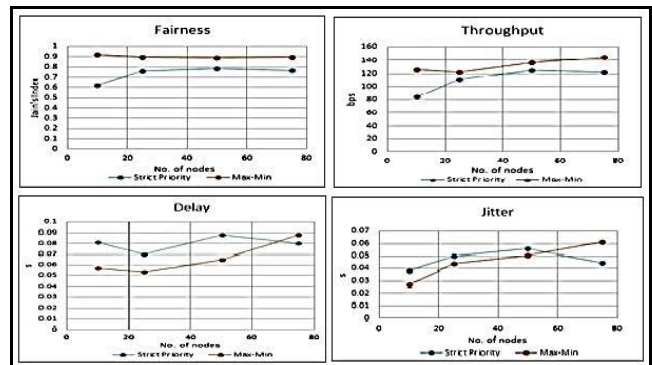 Fairness
Jain's Index
1
0.9
0.8
0.7
0.6
0.5
0.4
0.3
0.2
0.1
0
0 20 40 60 80
No. of nodes
Strict Priority Max-Min
Throughput
bps
160
140
120
100
80
60
40
20
0
0 20 40 60 80
No. of nodes
Strict Priority Max-Min
Delay
s
0.1
0.09
0.08
0.07
0.06
0.05
0.04
0.03
0.02
0.01
0
0 20 40 60 80
No. of nodes
Strict Priority Max-Min
Jitter
s
0.07
0.06
0.05
0.04
0.03
0.02
0.01
0
0 20 40 60 80
No. of nodes
Strict Priority Max-Min